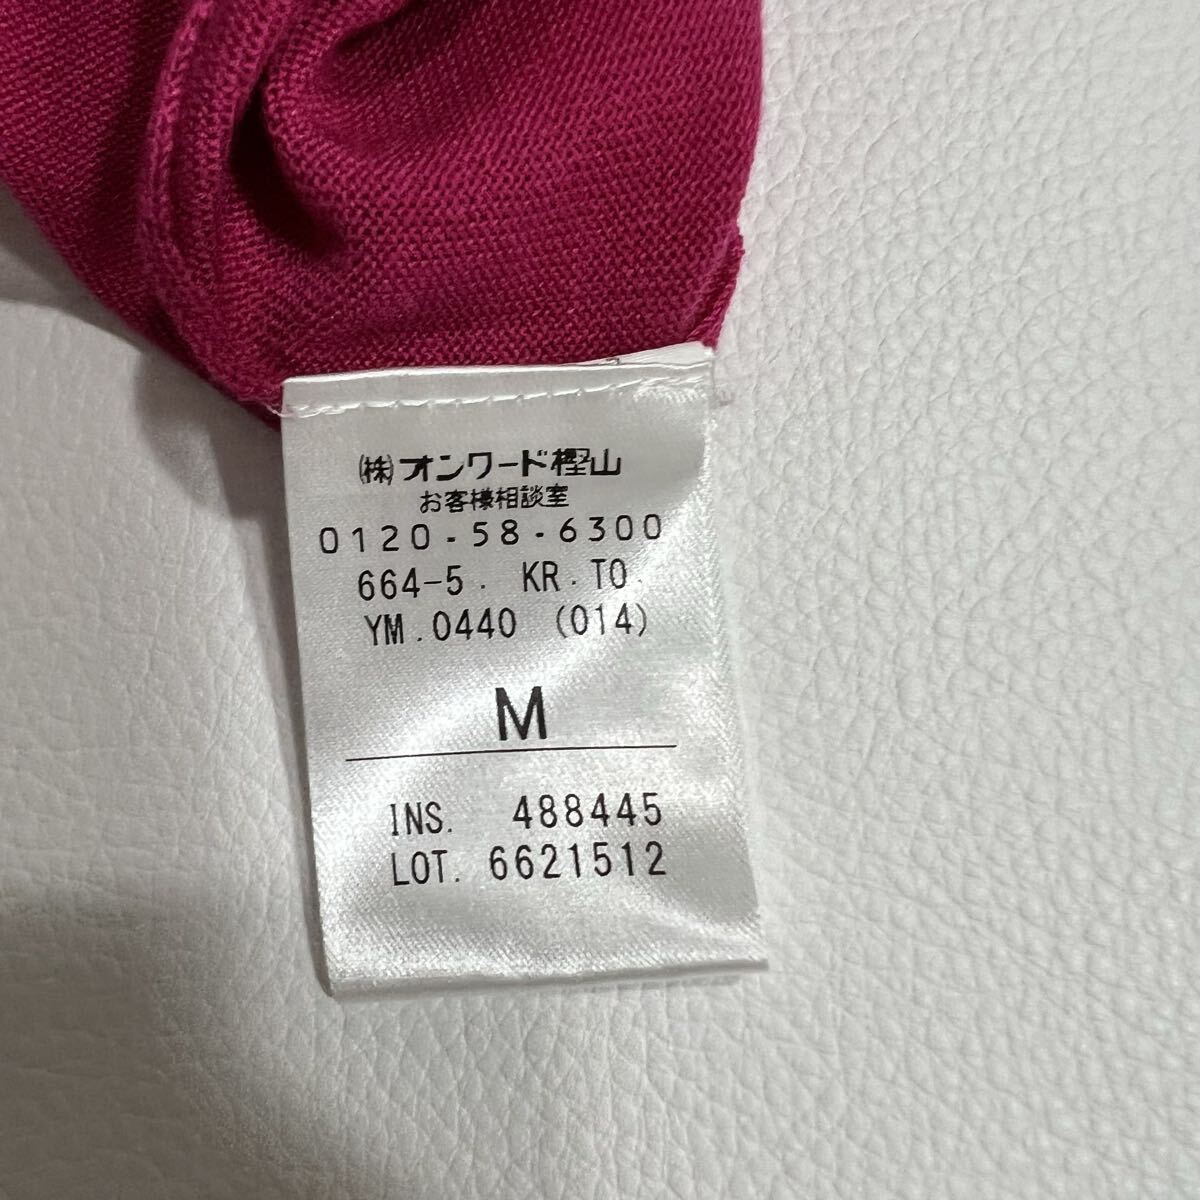 (株)オンワード樫山
お客様相談室
0120-58-6300
664-5. KR.TO.
YM.0440 (014)
M
INS. 488445
LOT. 6621512